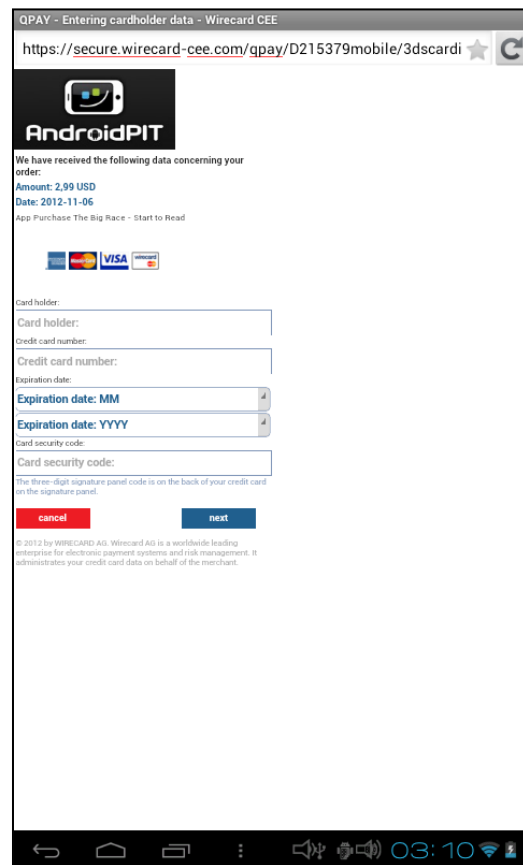 QPAY - Entering cardholder data - Wirecard CEE
https://secure.wirecard-cee.com/qpay/D215379mobile/3dscardi
AndroidPIT
We have received the following data concerning your
order:
Amount: 2,99 USD
Date: 2012-11-06
App Purchase The Big Race - Start to Read
VISA wirecard
Card holder:
Card holder:
Credit card number:
Credit card number:
Expiration date:
Expiration date: MM
Expiration date: YYYY
Card security code:
Card security code:
The three-digit signature panel code is on the back of your credit card
on the signature panel.
cancel next
© 2012 by WIRECARD AG. Wirecard AG is a worldwide leading
enterprise for electronic payment systems and risk management. It
administrates your credit card data on behalf of the merchant.
03:10